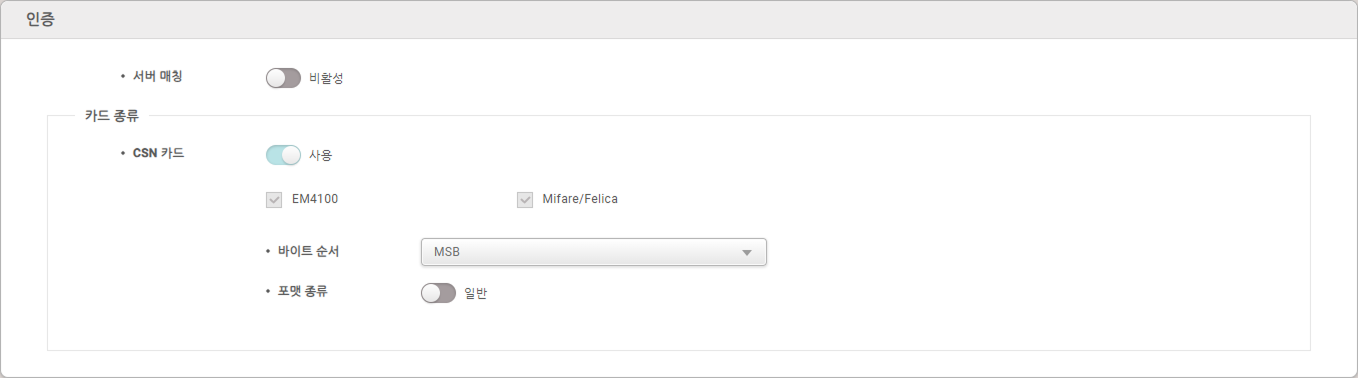 인증
서버 매칭 비활성
카드 종류
CSN 카드 사용
EM4100 Mifare/Felica
바이트 순서 MSB
포맷 종류 일반